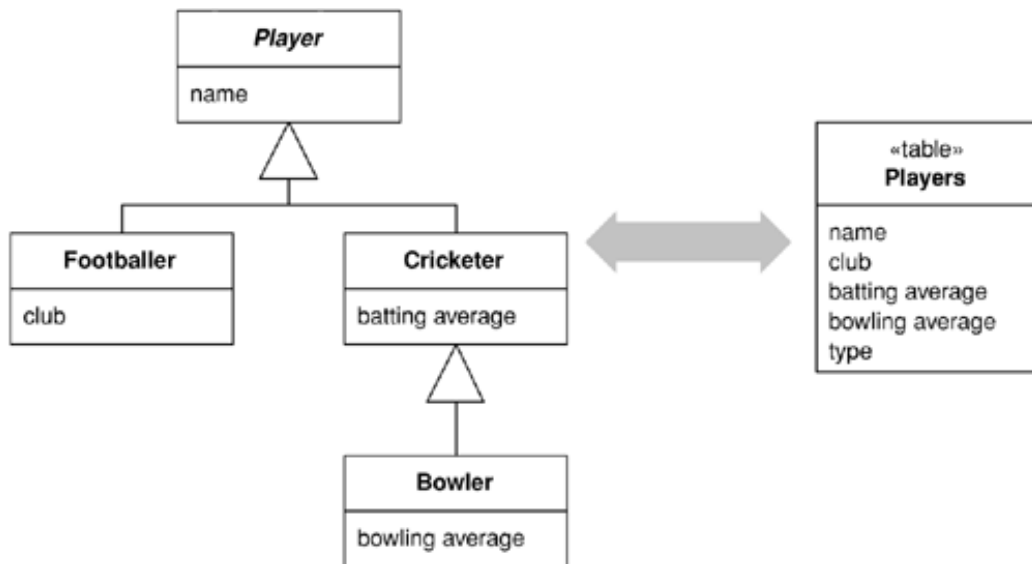 Player
name
Footballer
club
Cricketer
batting average
Bowler
bowling average
«table»
Players
name
club
batting average
bowling average
type